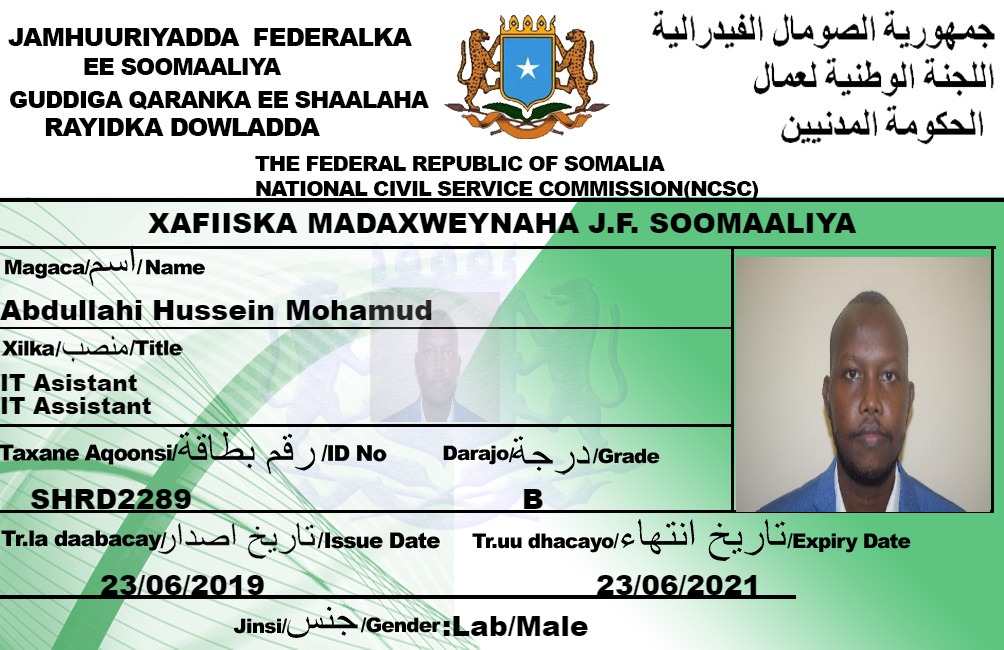 JAMHUURIYADDA FEDERALKA
EE SOOMAALIYA
GUDDIGA QARANKA EE SHAALAHA
RAYIDKA DOWLADDA
جمهورية الصومال الفيدرالية
اللجنة الوطنية لعمال
الحكومة المدنيين
THE FEDERAL REPUBLIC OF SOMALIA
NATIONAL CIVIL SERVICE COMMISSION(NCSC)
XAFIISKA MADAXWEYNAHA J.F. SOOMAALIYA
Magaca/اسم/Name
Abdullahi Hussein Mohamud
Xilka/منصب/Title
IT Asistant
IT Assistant
Taxane Aqoonsi/رقم بطاقة/ID No
Darajo/درجة/Grade
SHRD2289
B
Tr.la daabacay/تاريخ اصدار/Issue Date
Tr.uu dhacayo/تاريخ انتهاء/Expiry Date
23/06/2019
23/06/2021
Jinsi/جنس/Gender:Lab/Male